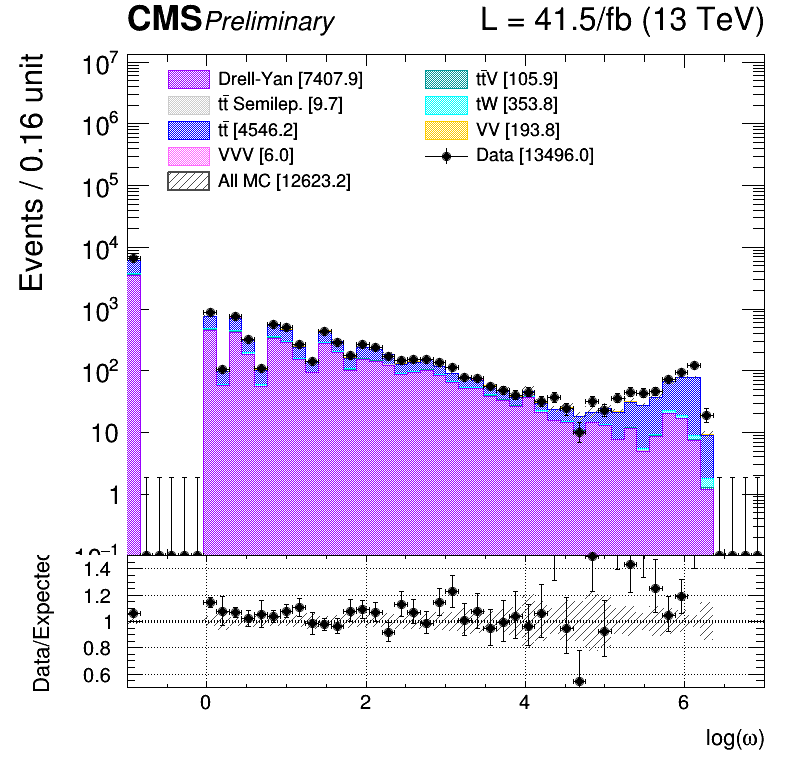 CMS Preliminary L = 41.5/fb (13 TeV)
Events / 0.16 unit
10⁷
10⁶
10⁵
10⁴
10³
10²
10
1
10⁻¹
Drell-Yan [7407.9]
tt̄ Semilep. [9.7]
tt̄ [4546.2]
VVV [6.0]
All MC [12623.2]
tt̄V [105.9]
tW [353.8]
VV [193.8]
Data [13496.0]
Data/Expected
1.4
1.2
1
0.8
0.6
0 2 4 6
log(ω)